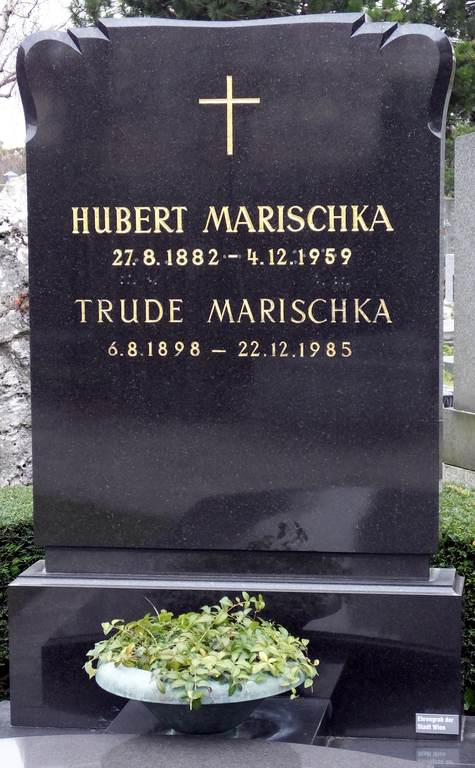 HUBERT MARISCHKA
27.8.1882 – 4.12.1959
TRUDE MARISCHKA
6.8.1898 – 22.12.1985
Ehrengrab der
Stadt Wien